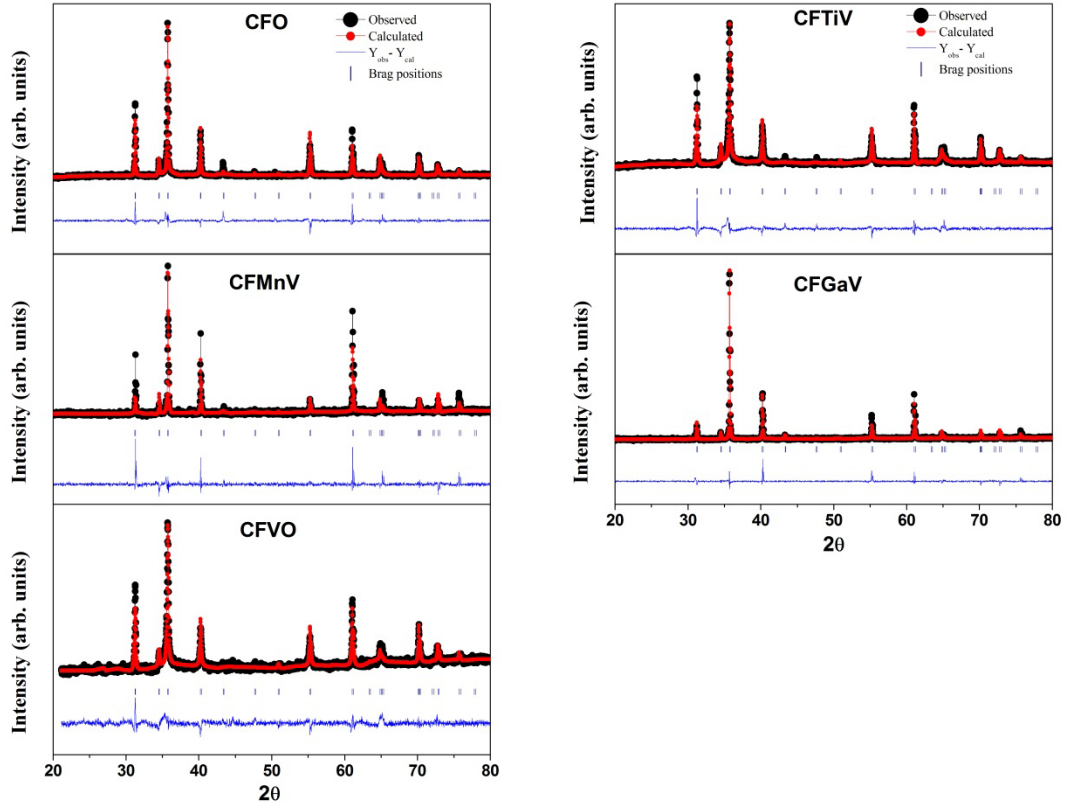 CFO
Observed
Calculated
Yobs - Ycal
Brag positions
Intensity (arb. units)
CFMnV
Intensity (arb. units)
CFVO
Intensity (arb. units)
20 30 40 50 60 70 80
2θ
CFTiV
Observed
Calculated
Yobs - Ycal
Brag positions
Intensity (arb. units)
CFGaV
Intensity (arb. units)
20 30 40 50 60 70 80
2θ